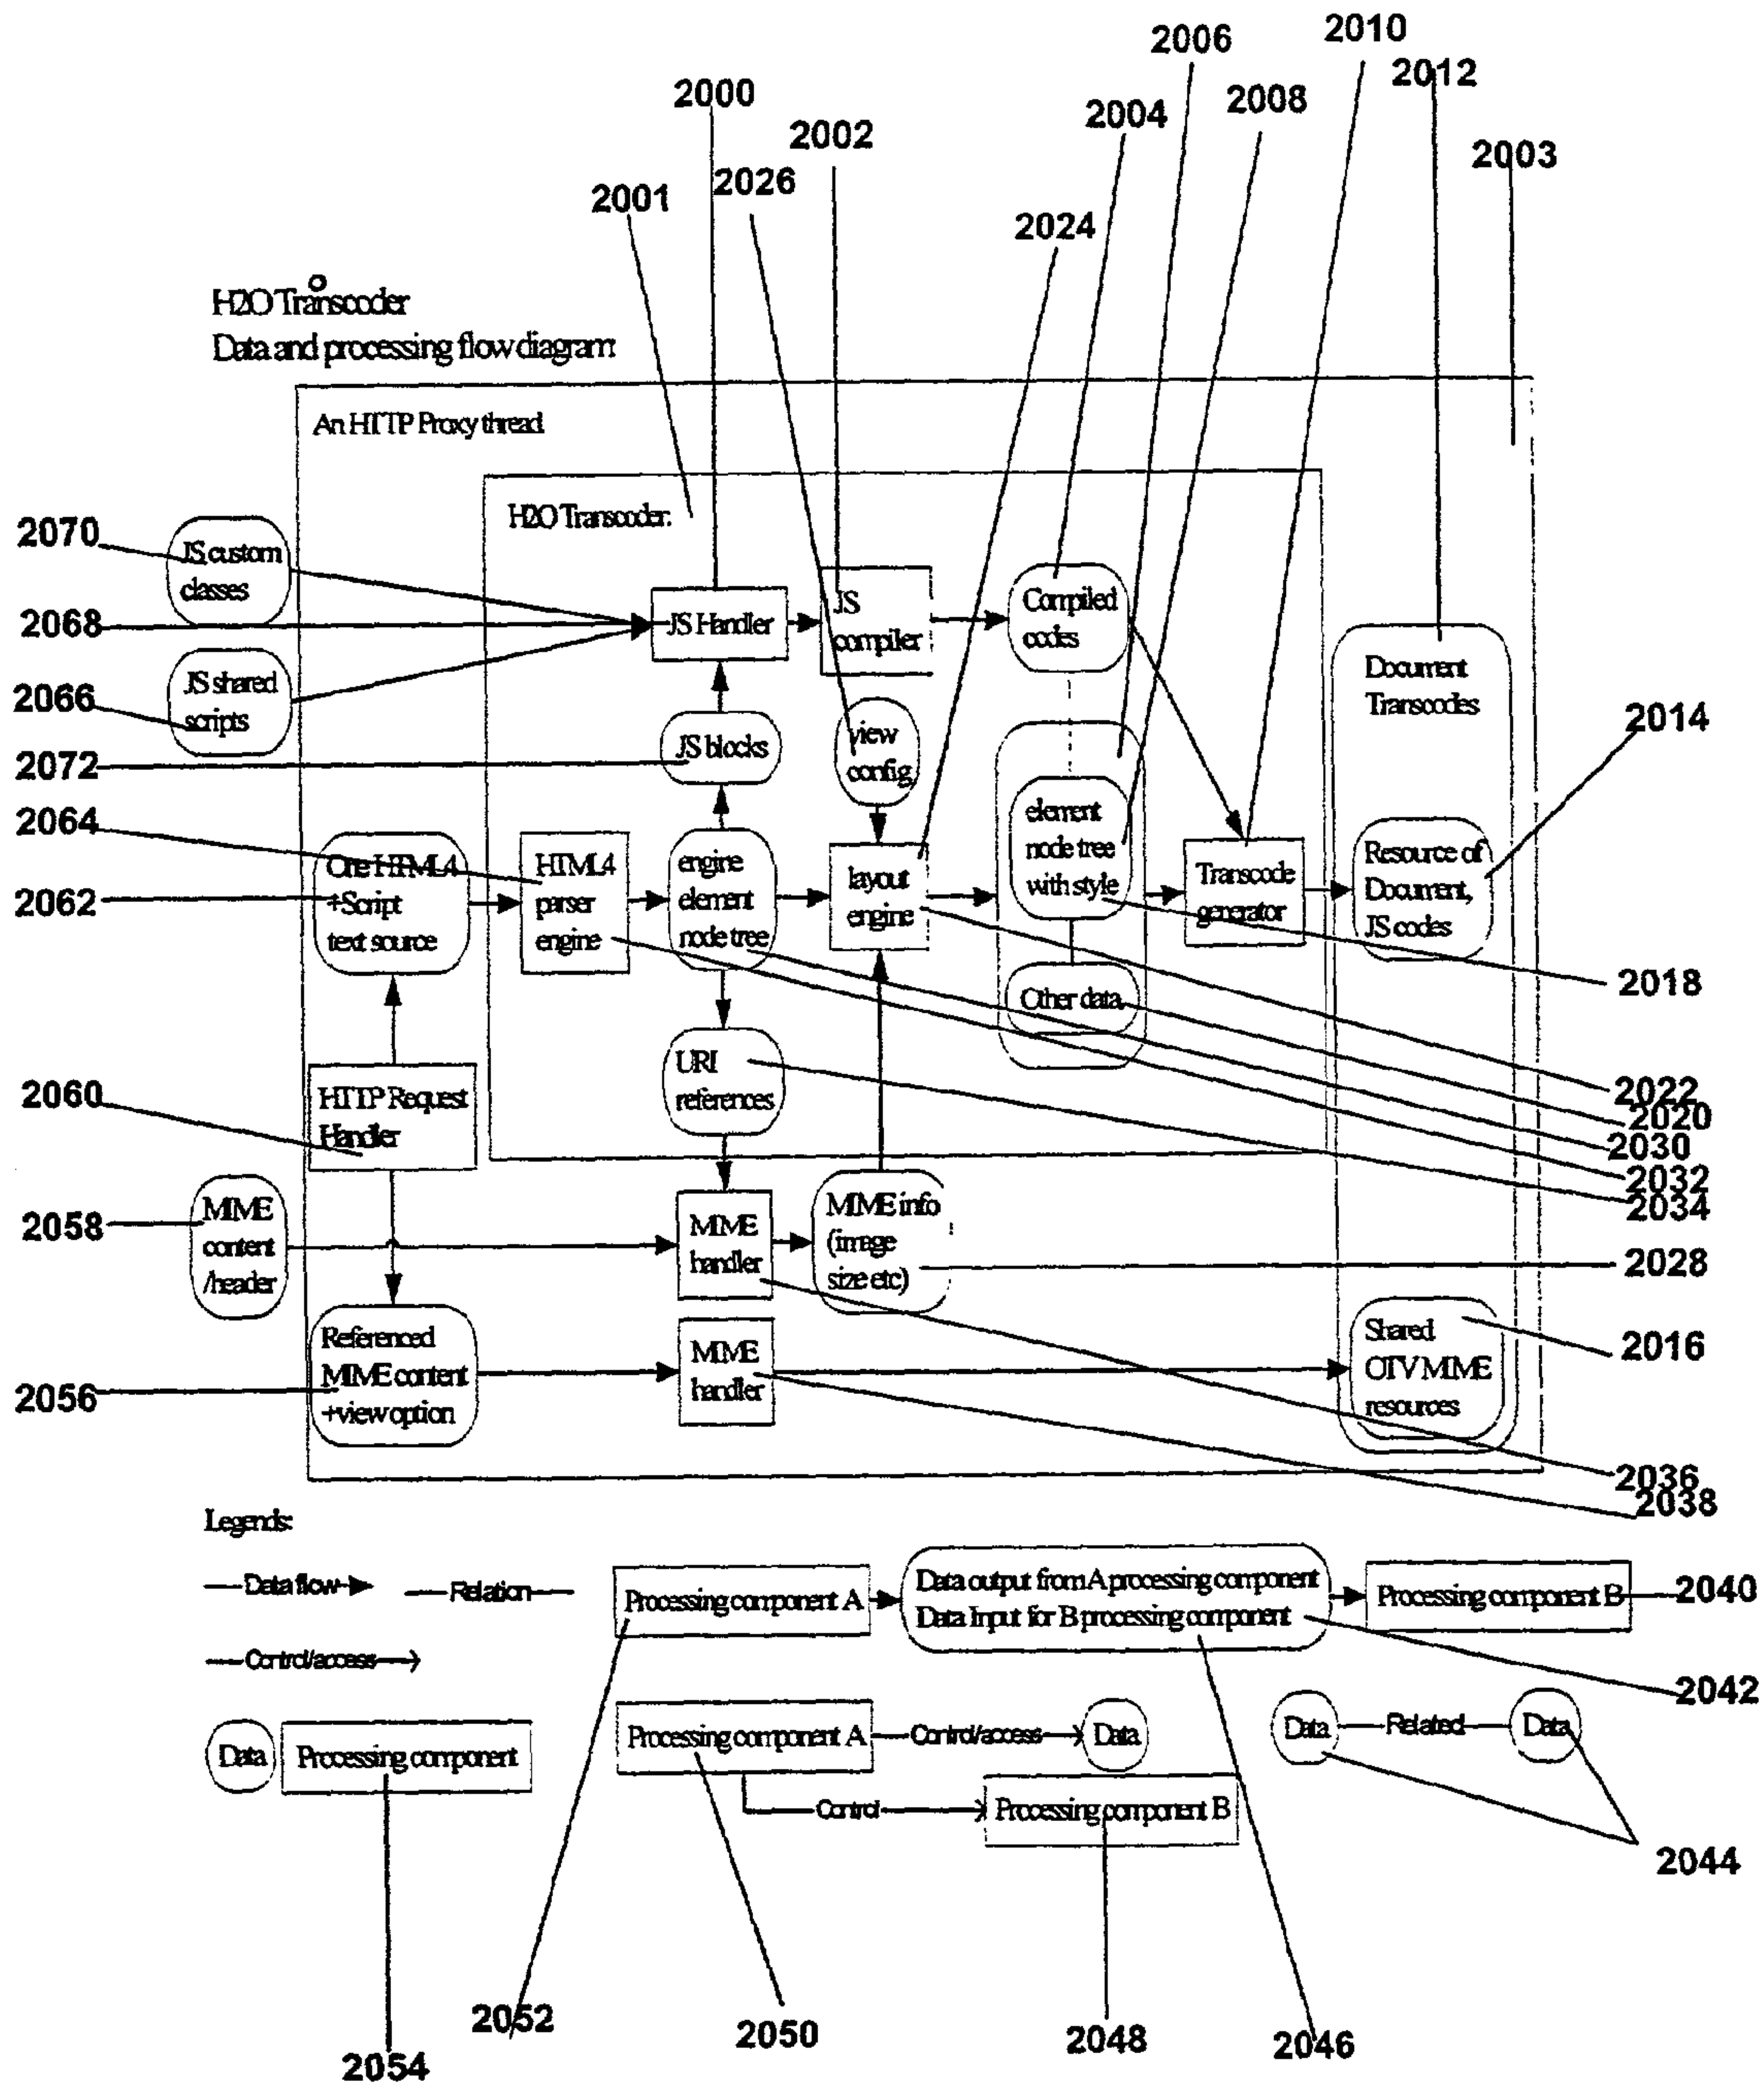 2010
2006
2012
2000
2004
2008
2002
2003
2026
2001
2024
H2O Transcoder
Data and processing flow diagram:
An HTTP Proxy thread
H2O Transcoder:
2070
JS custom
classes
2068
JS Handler
JS
compiler
Compiled
codes
2066
JS shared
scripts
Document
Transcodes
2014
2072
JS blocks
view
config
2064
2062
One HTML4
+Script
text source
HTML4
parser
engine
engine
element
node tree
layout
engine
element
node tree
with style
Transcode
generator
Resource of
Document,
JS codes
2018
Other data
URI
references
2060
HTTP Request
Handler
2022
2020
2030
2032
2034
2058
MIME
content
/header
MIME
handler
MIME info
(image
size etc)
2028
2056
Referenced
MIME content
+view option
MIME
handler
Shared
OTV MIME
resources
2016
2036
2038
Legends:
Data flow
Relation
Processing component A
Data output from A processing component
Data Input for B processing component
Processing component B
2040
Control/access
2042
Data
Processing component
Processing component A
Control/access
Data
Data
Related
Data
Control
Processing component B
2044
2052
2050
2048
2046
2054